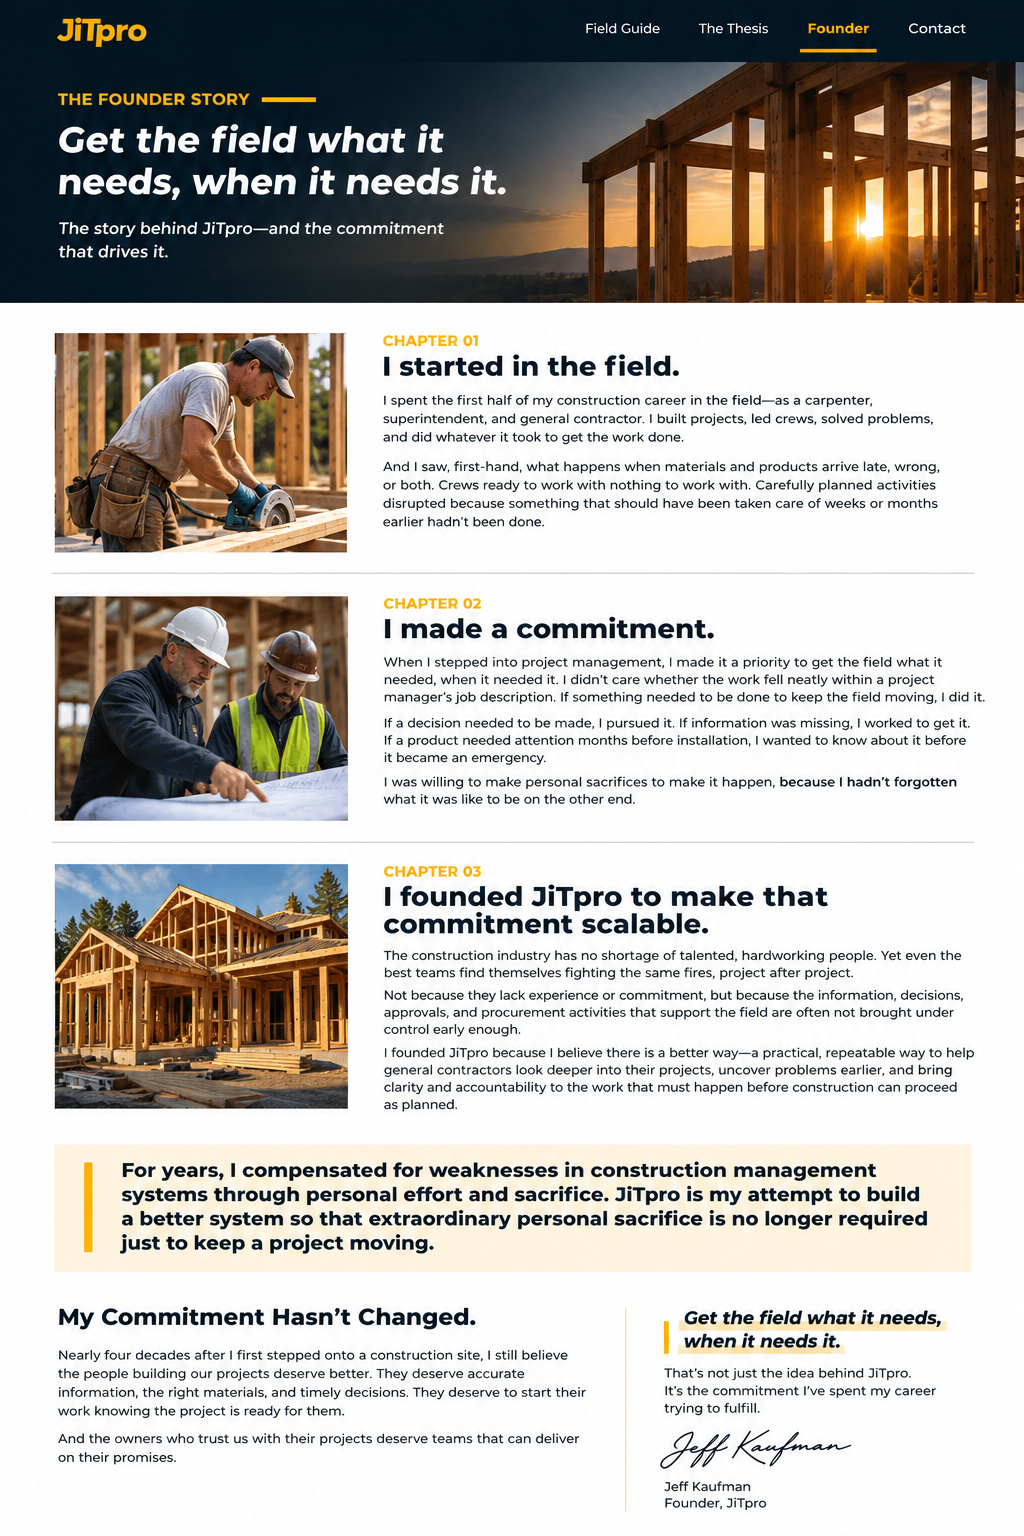 JiTpro
Field Guide
The Thesis
Founder
Contact
THE FOUNDER STORY
Get the field what it
needs, when it needs it.
The story behind JiTpro—and the commitment
that drives it.
CHAPTER 01
I started in the field.
I spent the first half of my construction career in the field—as a carpenter,
superintendent, and general contractor. I built projects, led crews, solved problems,
and did whatever it took to get the work done.
And I saw, first-hand, what happens when materials and products arrive late, wrong,
or both. Crews ready to work with nothing to work with. Carefully planned activities
disrupted because something that should have been taken care of weeks or months
earlier hadn't been done.
CHAPTER 02
I made a commitment.
When I stepped into project management, I made it a priority to get the field what it
needed, when it needed it. I didn't care whether the work fell neatly within a project
manager's job description. If something needed to be done to keep the field moving, I did it.
If a decision needed to be made, I pursued it. If information was missing, I worked to get it.
If a product needed attention months before installation, I wanted to know about it before
it became an emergency.
I was willing to make personal sacrifices to make it happen, because I hadn't forgotten
what it was like to be on the other end.
CHAPTER 03
I founded JiTpro to make that
commitment scalable.
The construction industry has no shortage of talented, hardworking people. Yet even the
best teams find themselves fighting the same fires, project after project.
Not because they lack experience or commitment, but because the information, decisions,
approvals, and procurement activities that support the field are often not brought under
control early enough.
I founded JiTpro because I believe there is a better way—a practical, repeatable way to help
general contractors look deeper into their projects, uncover problems earlier, and bring
clarity and accountability to the work that must happen before construction can proceed
as planned.
For years, I compensated for weaknesses in construction management
systems through personal effort and sacrifice. JiTpro is my attempt to build
a better system so that extraordinary personal sacrifice is no longer required
just to keep a project moving.
My Commitment Hasn't Changed.
Nearly four decades after I first stepped onto a construction site, I still believe
the people building our projects deserve better. They deserve accurate
information, the right materials, and timely decisions. They deserve to start their
work knowing the project is ready for them.
And the owners who trust us with their projects deserve teams that can deliver
on their promises.
Get the field what it needs,
when it needs it.
That's not just the idea behind JiTpro.
It's the commitment I've spent my career
trying to fulfill.
Jeff Kaufman
Jeff Kaufman
Founder, JiTpro